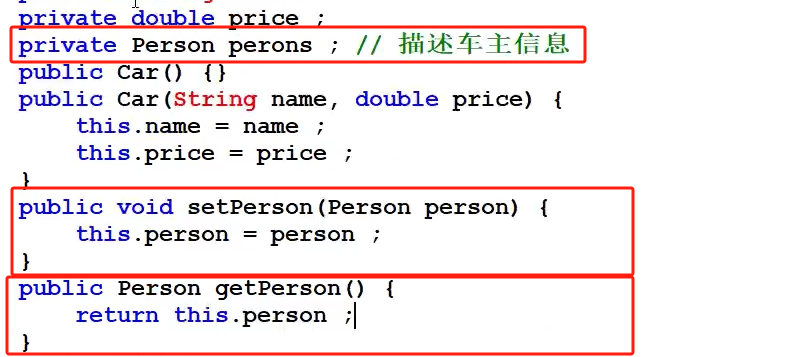 private double price ;
private Person perons ; // 描述车主信息
public Car() {}
public Car(String name, double price) {
    this.name = name ;
    this.price = price ;
}
public void setPerson(Person person) {
    this.person = person ;
}
public Person getPerson() {
    return this.person ;
}